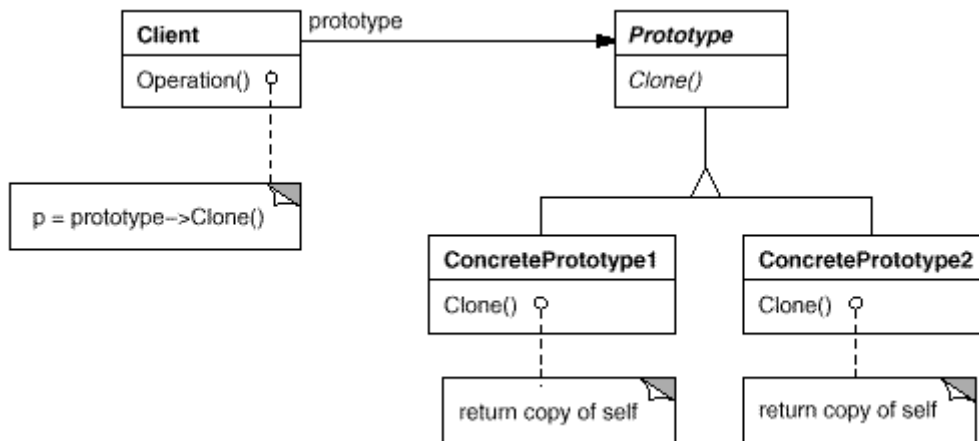 Client
prototype
Prototype
Operation()
Clone()
p = prototype->Clone()
ConcretePrototype1
ConcretePrototype2
Clone()
Clone()
return copy of self
return copy of self